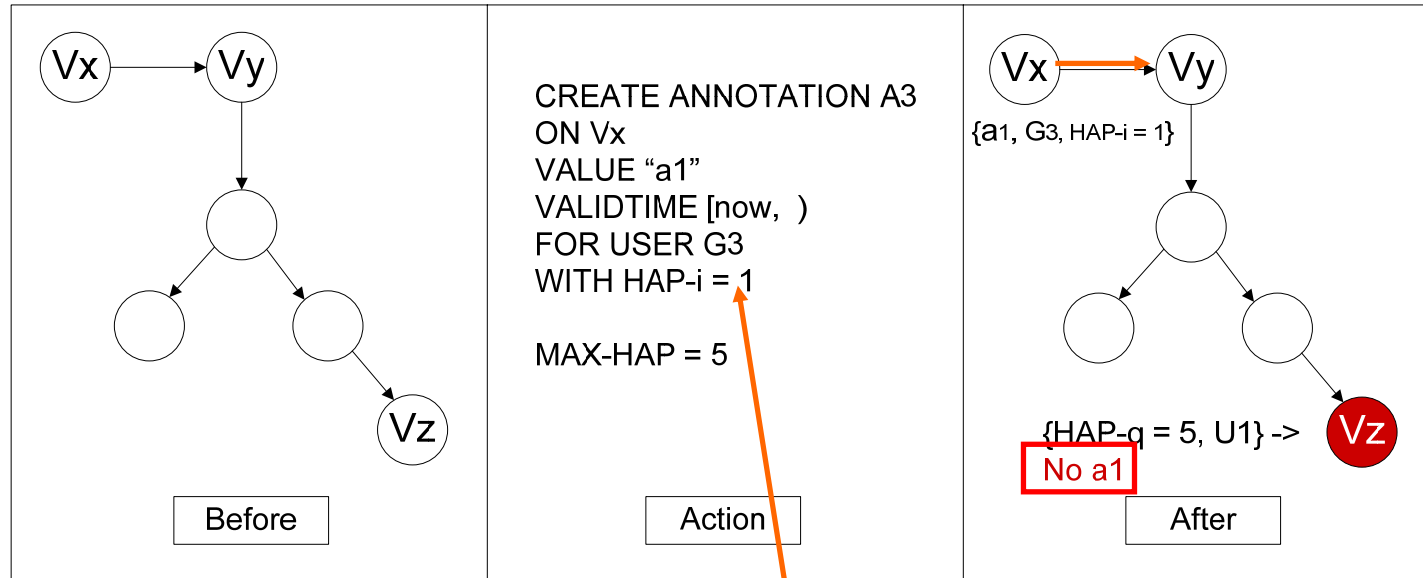 Vx
Vy
Vz
Before
CREATE ANNOTATION A3
ON Vx
VALUE “a1”
VALIDTIME [now, )
FOR USER G3
WITH HAP-i = 1
MAX-HAP = 5
Action
Vx
Vy
{a1, G3, HAP-i = 1}
{HAP-q = 5, U1} ->
Vz
No a1
After